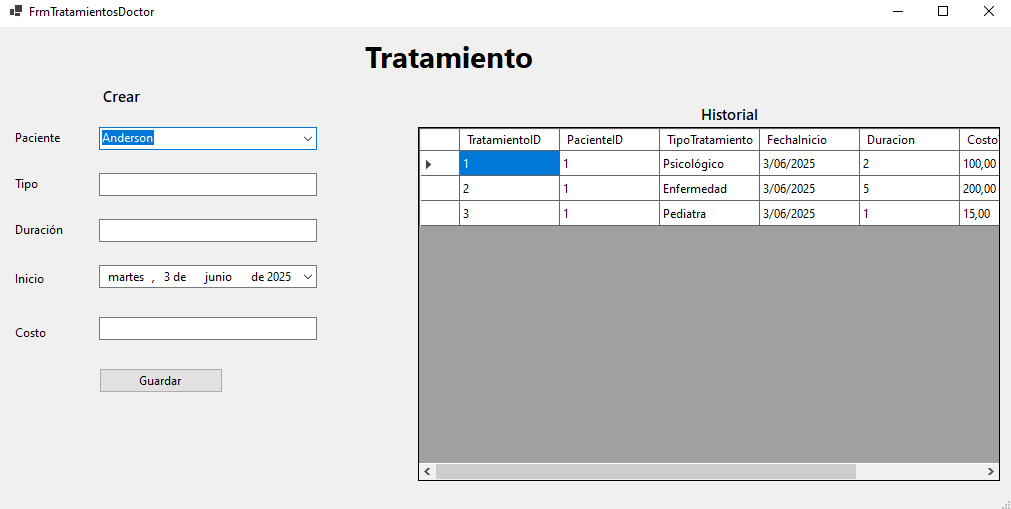 FrmTratamientosDoctor
Tratamiento
Crear
Paciente Anderson
Tipo
Duración
Inicio martes , 3 de junio de 2025
Costo
Guardar
Historial
TratamientoID PacienteID TipoTratamiento FechaInicio Duracion Costo
1 1 Psicológico 3/06/2025 2 100,00
2 1 Enfermedad 3/06/2025 5 200,00
3 1 Pediatra 3/06/2025 1 15,00